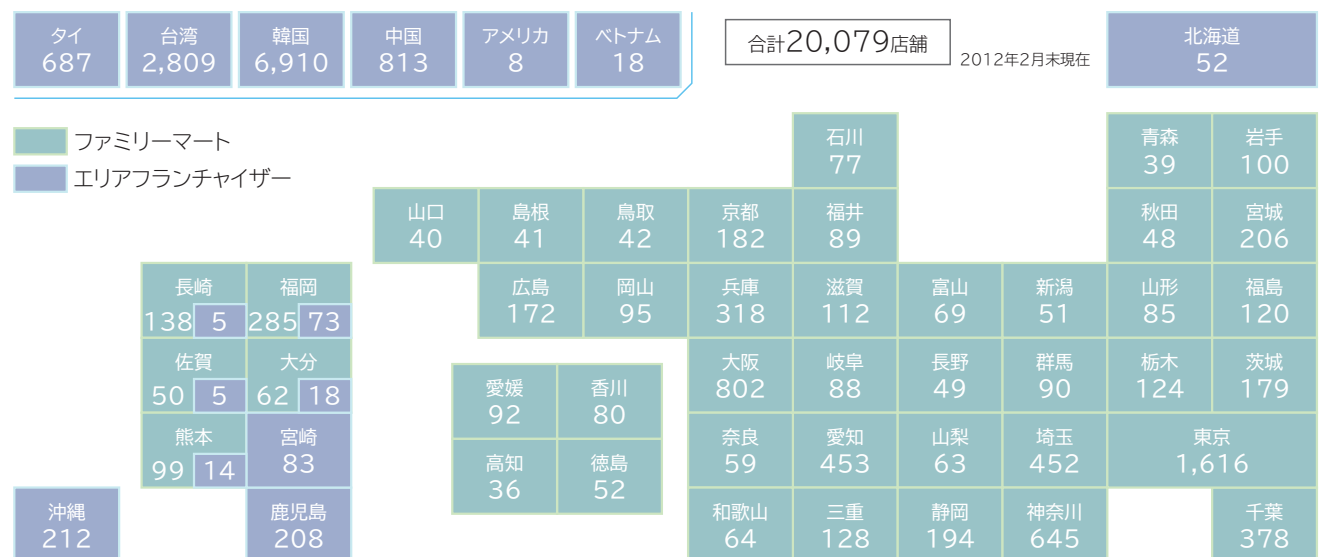 タイ
687
台湾
2,809
韓国
6,910
中国
813
アメリカ
8
ベトナム
18
合計20,079店舗
2012年2月末現在
北海道
52
ファミリーマート
エリアフランチャイザー
石川
77
青森
39
岩手
100
山口
40
島根
41
鳥取
42
京都
182
福井
89
秋田
48
宮城
206
長崎
138 5
福岡
285 73
広島
172
岡山
95
兵庫
318
滋賀
112
富山
69
新潟
51
山形
85
福島
120
佐賀
50 5
大分
62 18
愛媛
92
香川
80
大阪
802
岐阜
88
長野
49
群馬
90
栃木
124
茨城
179
熊本
99 14
宮崎
83
高知
36
徳島
52
奈良
59
愛知
453
山梨
63
埼玉
452
東京
1,616
沖縄
212
鹿児島
208
和歌山
64
三重
128
静岡
194
神奈川
645
千葉
378